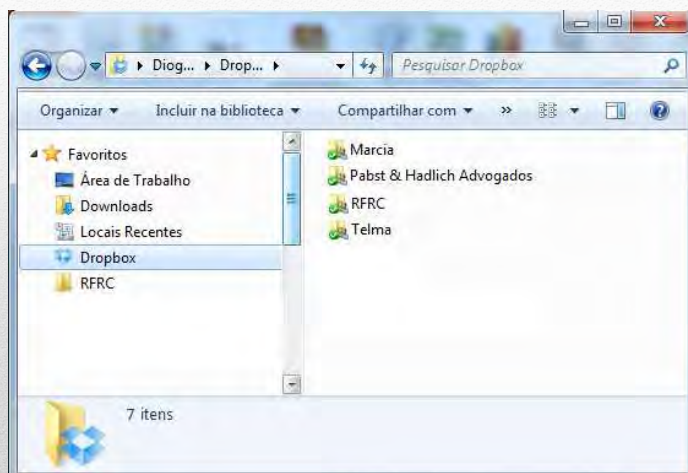 Diog... Drop...
Pesquisar Dropbox
Organizar Incluir na biblioteca Compartilhar com »
Favoritos
Área de Trabalho
Downloads
Locais Recentes
Dropbox
RFRC
Marcia
Pabst & Hadlich Advogados
RFRC
Telma
7 itens